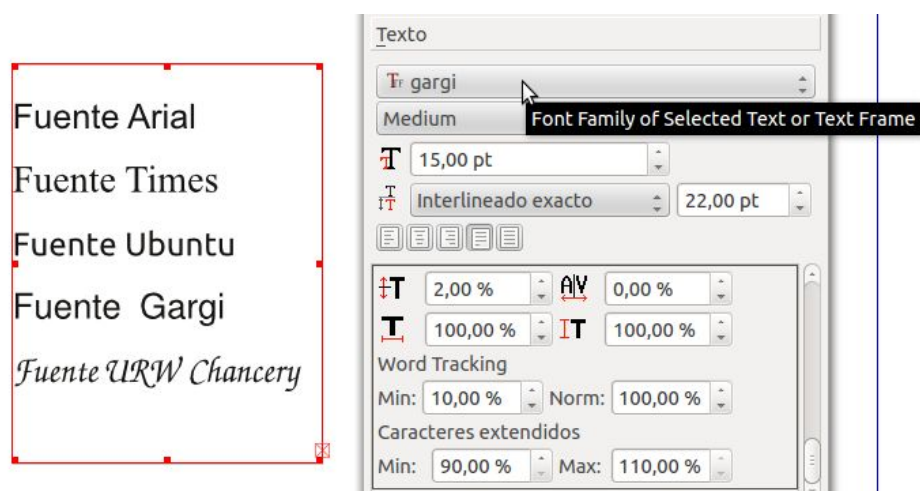 Fuente Arial
Fuente Times
Fuente Ubuntu
Fuente Gargi
Fuente URW Chancery
Texto
gargi
Medium
Font Family of Selected Text or Text Frame
15,00 pt
Interlineado exacto 22,00 pt
2,00 % 0,00 %
100,00 % 100,00 %
Word Tracking
Min: 10,00 % Norm: 100,00 %
Caracteres extendidos
Min: 90,00 % Max: 110,00 %